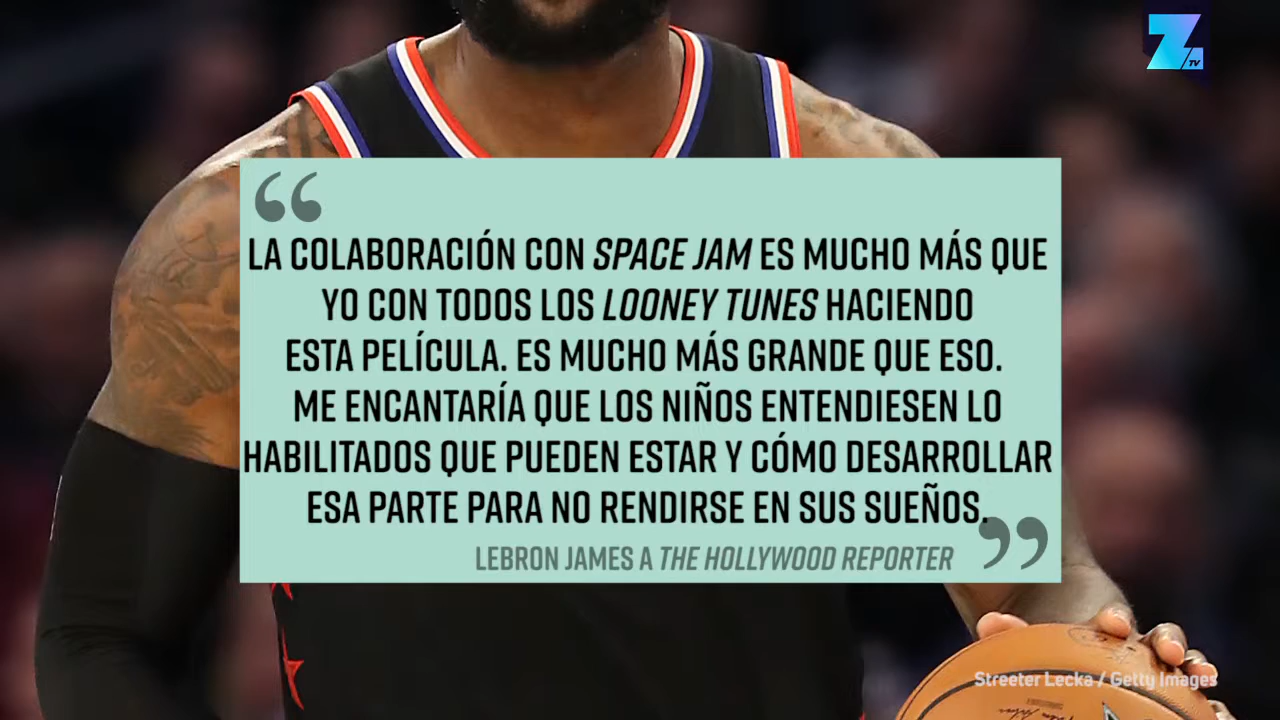 Z TV
LA COLABORACIÓN CON SPACE JAM ES MUCHO MÁS QUE
YO CON TODOS LOS LOONEY TUNES HACIENDO
ESTA PELÍCULA. ES MUCHO MÁS GRANDE QUE ESO.
ME ENCANTARÍA QUE LOS NIÑOS ENTENDIESEN LO
HABILITADOS QUE PUEDEN ESTAR Y CÓMO DESARROLLAR
ESA PARTE PARA NO RENDIRSE EN SUS SUEÑOS.
LEBRON JAMES A THE HOLLYWOOD REPORTER
Streeter Lecka / Getty Images